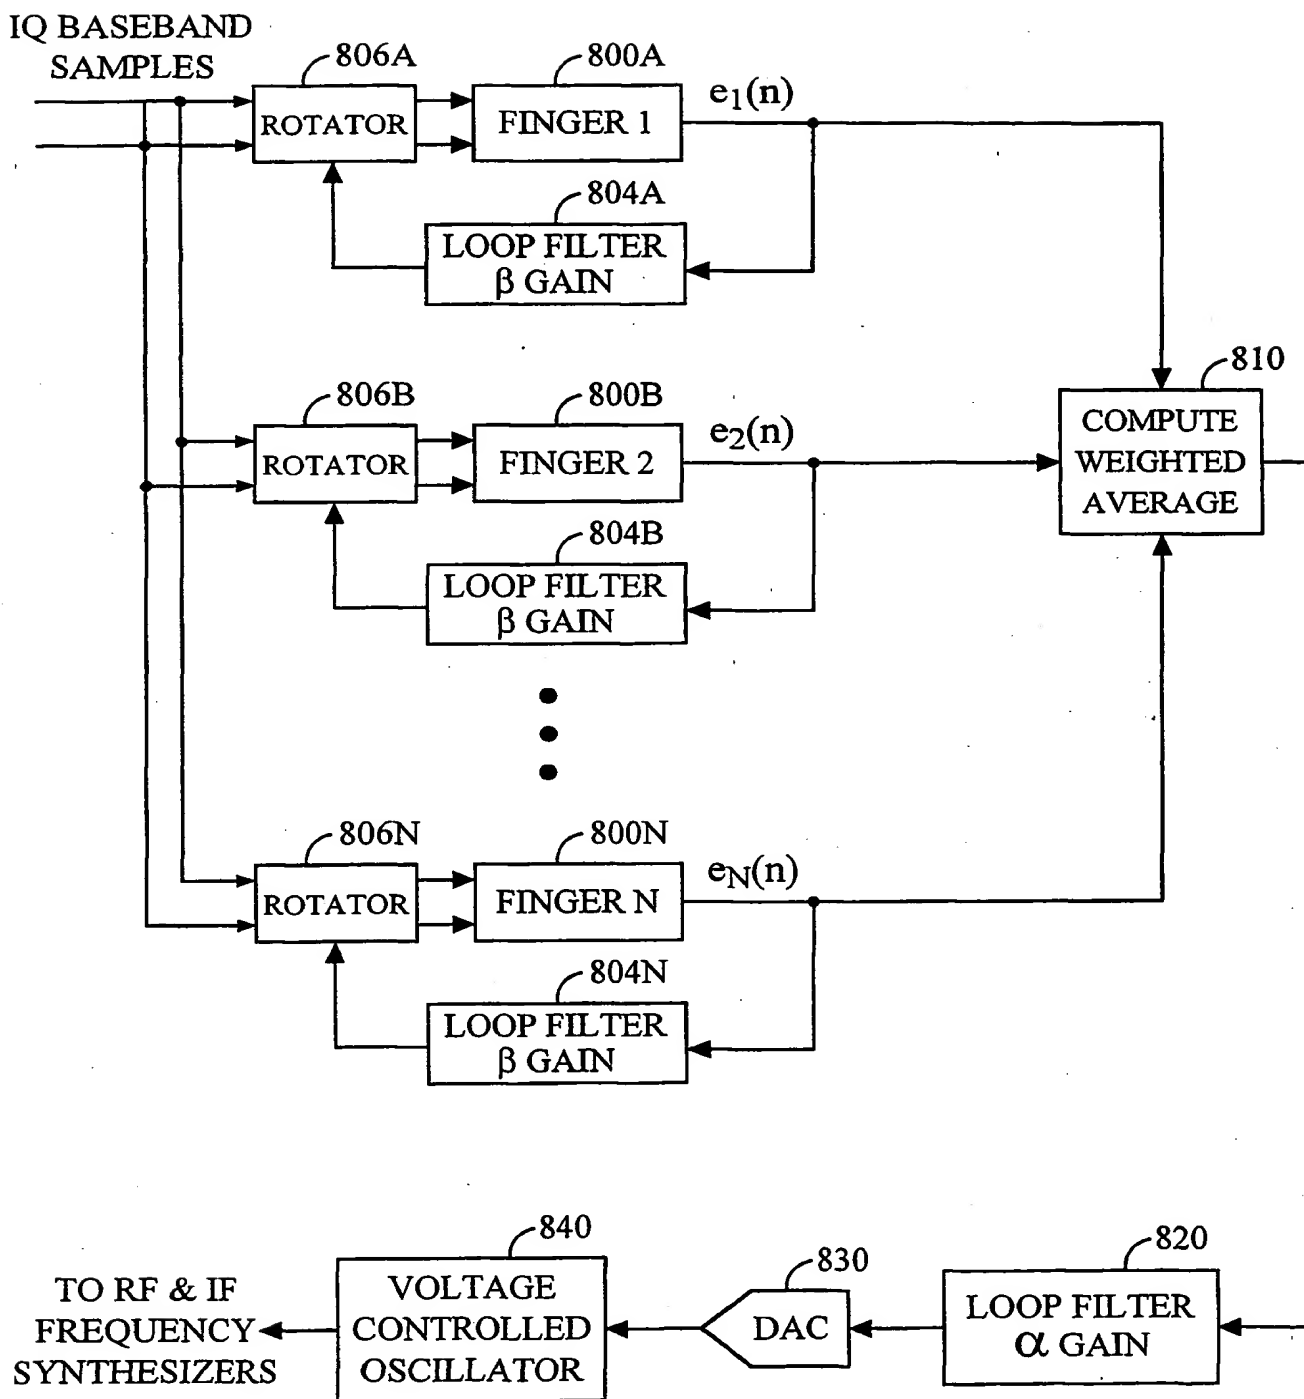 IQ BASEBAND
SAMPLES
806A
800A
ROTATOR
FINGER 1
e1(n)
804A
LOOP FILTER
β GAIN
806B
800B
ROTATOR
FINGER 2
e2(n)
810
COMPUTE
WEIGHTED
AVERAGE
804B
LOOP FILTER
β GAIN
806N
800N
ROTATOR
FINGER N
eN(n)
804N
LOOP FILTER
β GAIN
840
830
820
TO RF & IF
FREQUENCY
SYNTHESIZERS
VOLTAGE
CONTROLLED
OSCILLATOR
DAC
LOOP FILTER
α GAIN